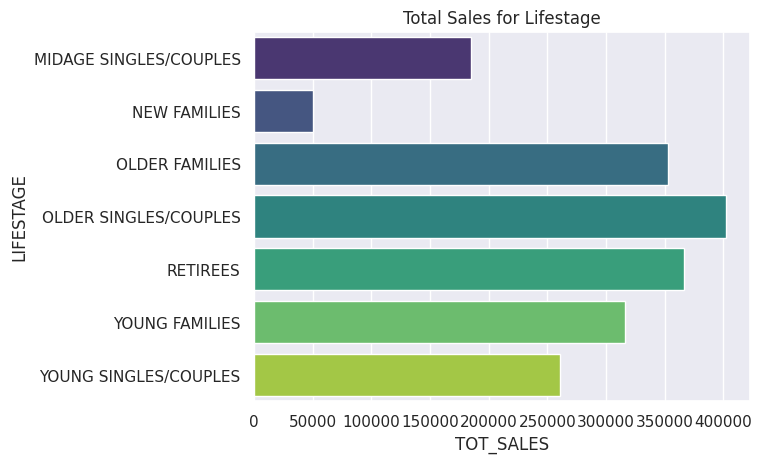 Total Sales for Lifestage
LIFESTAGE
MIDAGE SINGLES/COUPLES
NEW FAMILIES
OLDER FAMILIES
OLDER SINGLES/COUPLES
RETIREES
YOUNG FAMILIES
YOUNG SINGLES/COUPLES
0 50000 100000 150000 200000 250000 300000 350000 400000
TOT_SALES